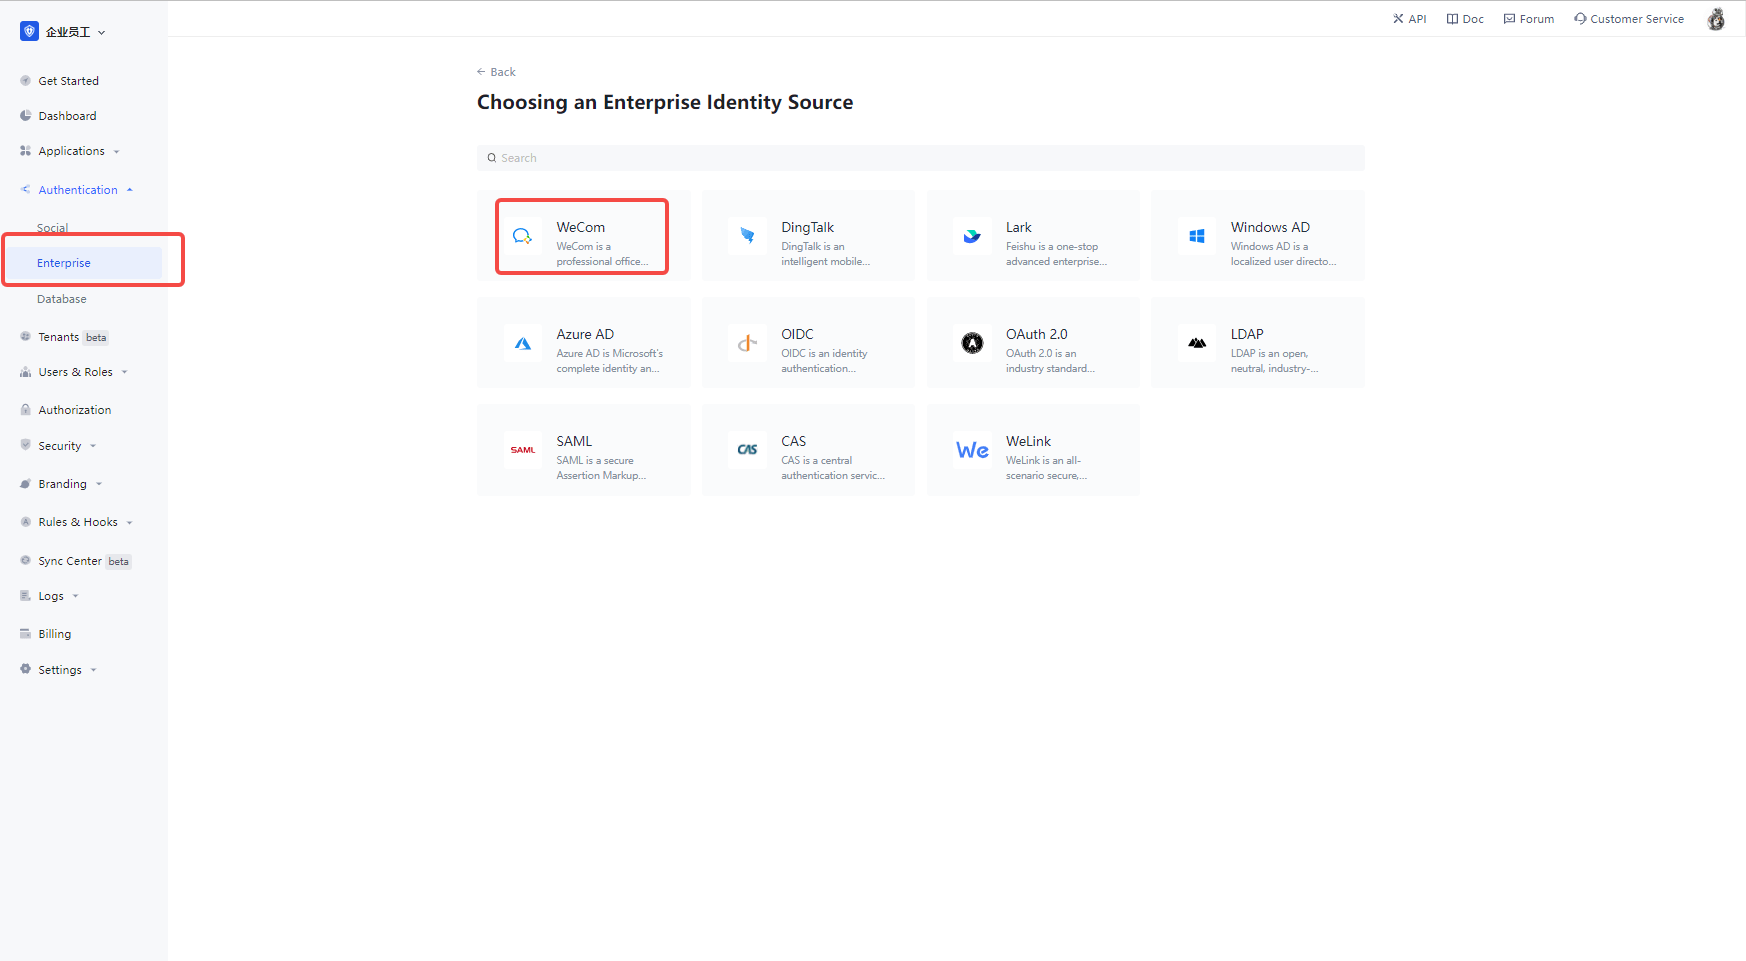 企业员工
API
Doc
Forum
Customer Service
Get Started
Dashboard
Applications
Authentication
Social
Enterprise
Database
Tenants beta
Users & Roles
Authorization
Security
Branding
Rules & Hooks
Sync Center beta
Logs
Billing
Settings
← Back
Choosing an Enterprise Identity Source
Search
WeCom
WeCom is a
professional office...
DingTalk
DingTalk is an
intelligent mobile...
Lark
Feishu is a one-stop
advanced enterprise...
Windows AD
Windows AD is a
localized user directo...
Azure AD
Azure AD is Microsoft's
complete identity an...
OIDC
OIDC is an identity
authentication...
OAuth 2.0
OAuth 2.0 is an
industry standard...
LDAP
LDAP is an open,
neutral, industry-...
SAML
SAML
SAML is a secure
Assertion Markup...
CAS
CAS
CAS is a central
authentication servic...
We
WeLink
WeLink is an all-
scenario secure,...